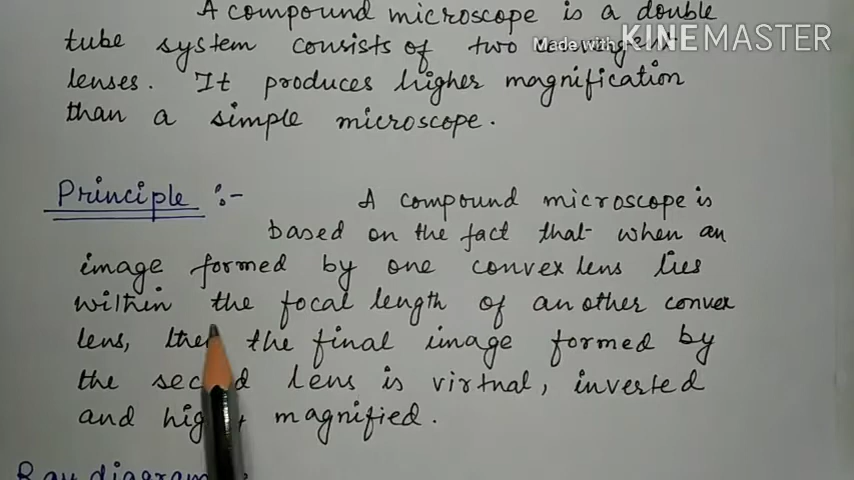 A compound microscope is a double
tube system consists of two convergent
Made with KINEMASTER
lenses. It produces higher magnification
than a simple microscope.
Principle :-
A compound microscope is
based on the fact that when an
image formed by one convex lens lies
within the focal length of another convex
lens, then the final image formed by
the second lens is virtual, inverted
and highly magnified.
Ray diagram :